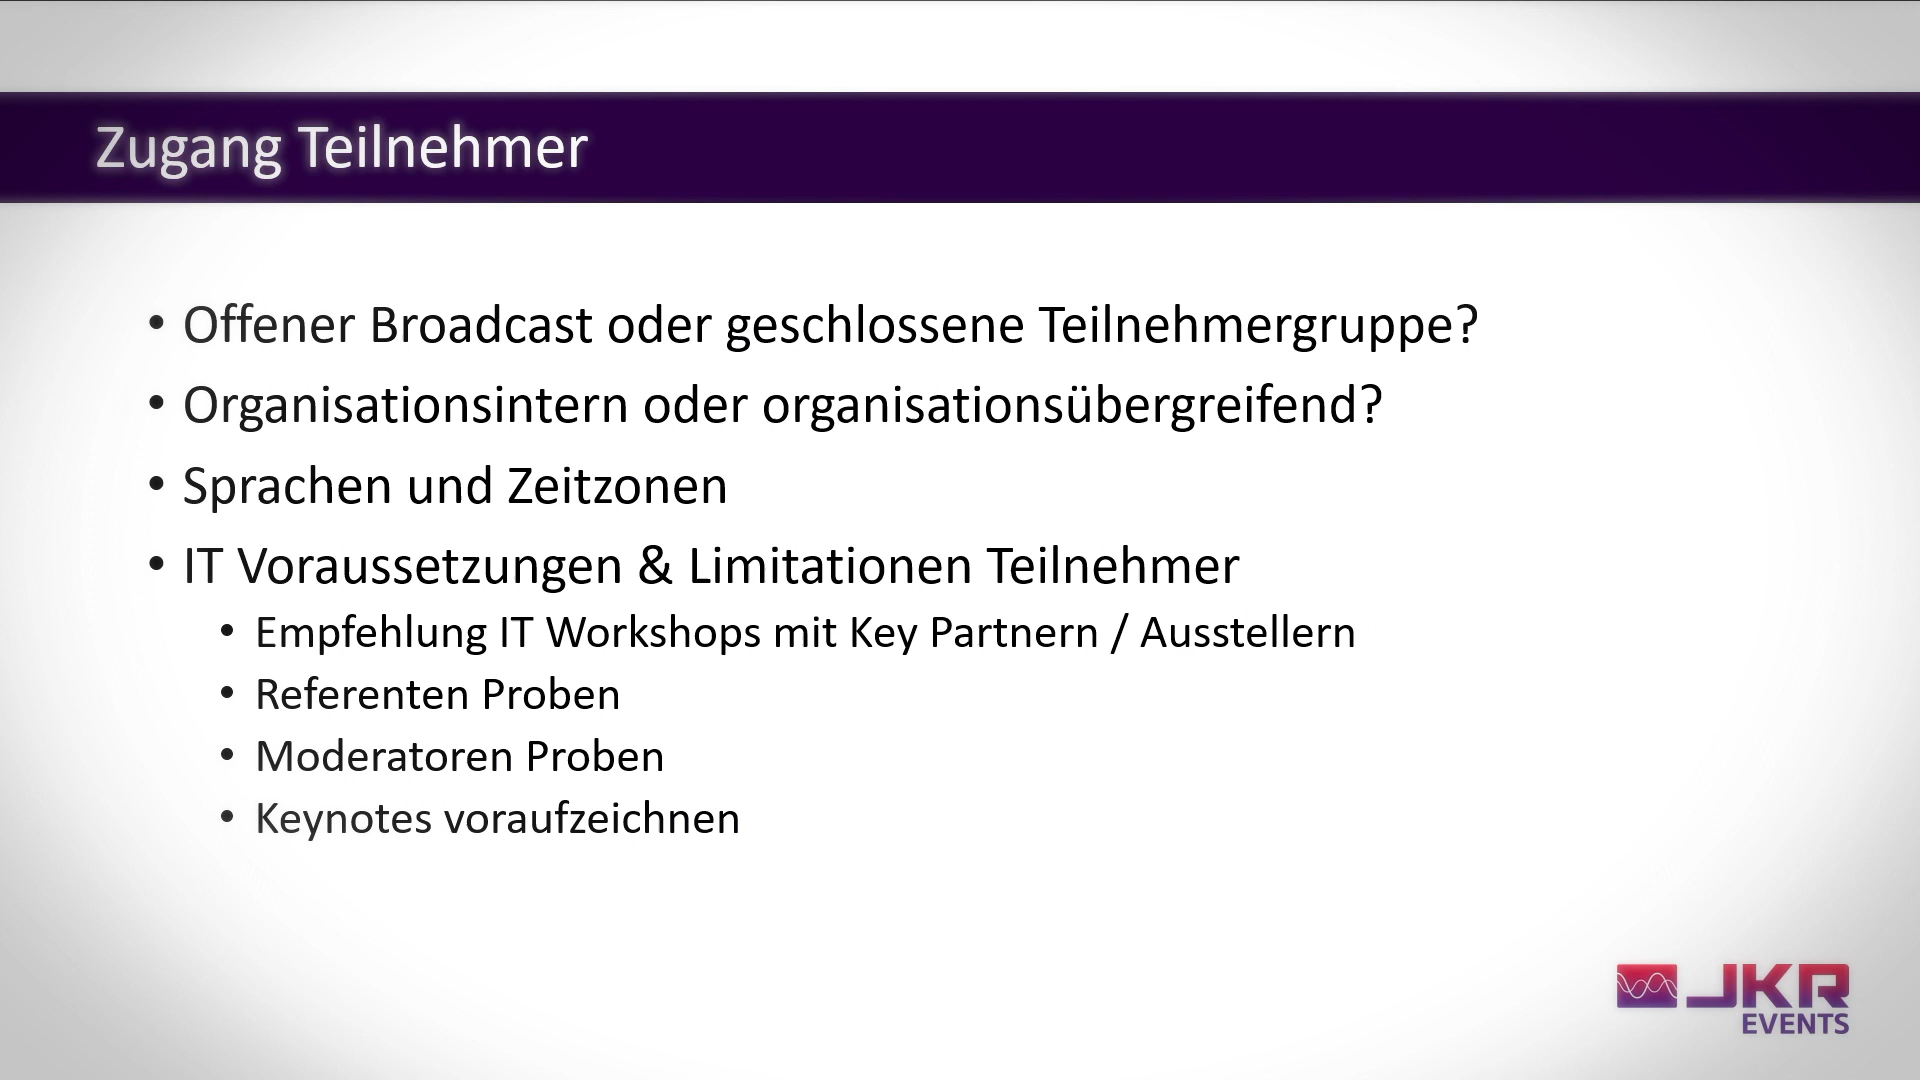 Zugang Teilnehmer
• Offener Broadcast oder geschlossene Teilnehmergruppe?
• Organisationsintern oder organisationsübergreifend?
• Sprachen und Zeitzonen
• IT Voraussetzungen & Limitationen Teilnehmer
• Empfehlung IT Workshops mit Key Partnern / Ausstellern
• Referenten Proben
• Moderatoren Proben
• Keynotes voraufzeichnen
JKR
EVENTS